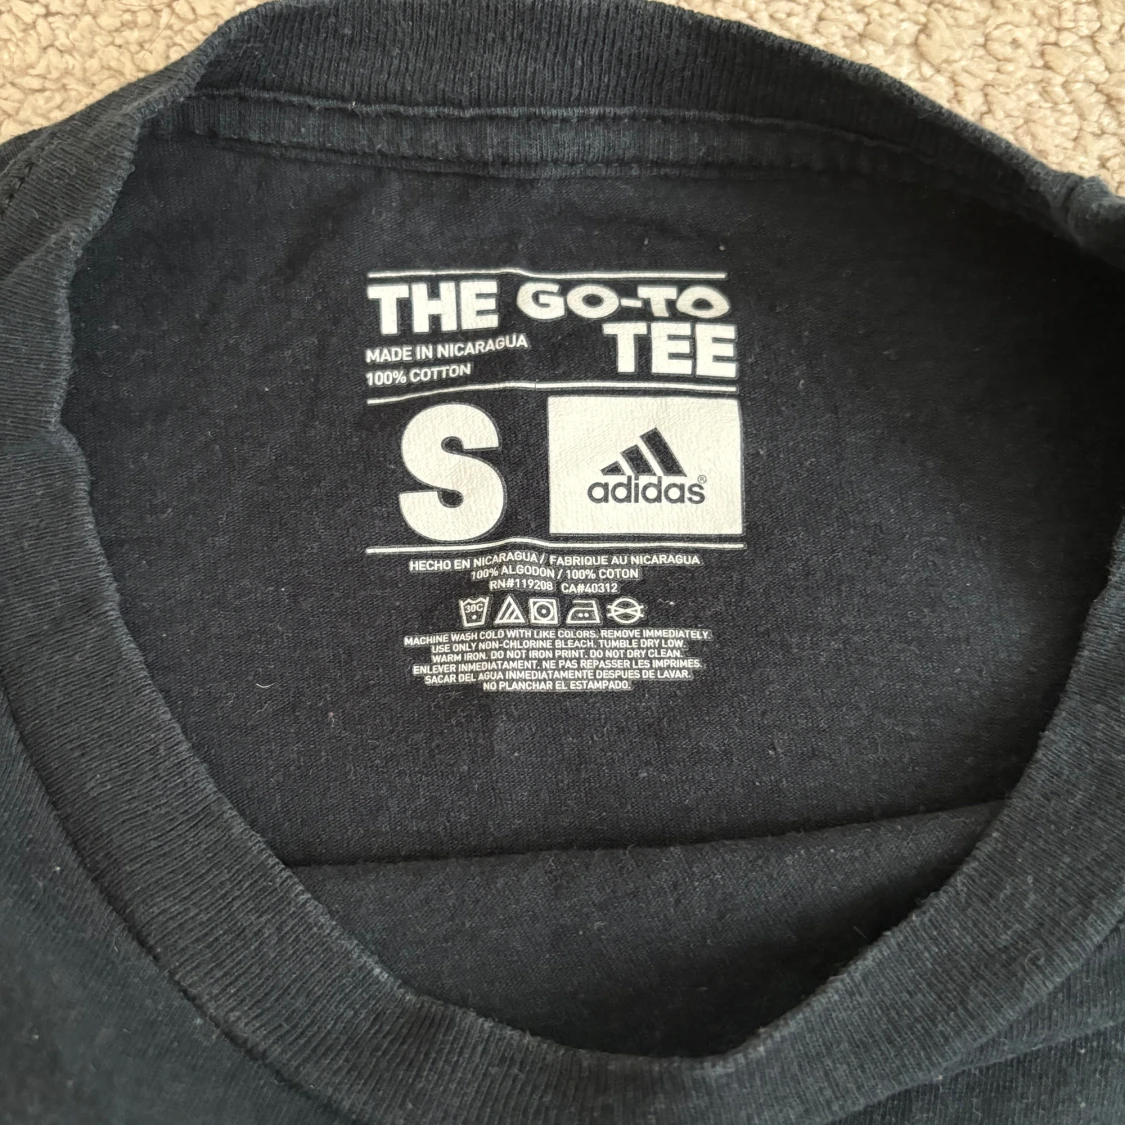 THE GO-TO
TEE
MADE IN NICARAGUA
100% COTTON
S
adidas®
HECHO EN NICARAGUA / FABRIQUE AU NICARAGUA
100% ALGODON / 100% COTON
RN#119208 CA#40312
30C
MACHINE WASH COLD WITH LIKE COLORS. REMOVE IMMEDIATELY.
USE ONLY NON-CHLORINE BLEACH. TUMBLE DRY LOW.
WARM IRON. DO NOT IRON PRINT. DO NOT DRY CLEAN.
ENLEVER INMEDIATAMENT. NE PAS REPASSER LES IMPRIMES.
SACAR DEL AGUA INMEDIATAMENTE DESPUES DE LAVAR.
NO PLANCHAR EL ESTAMPADO.